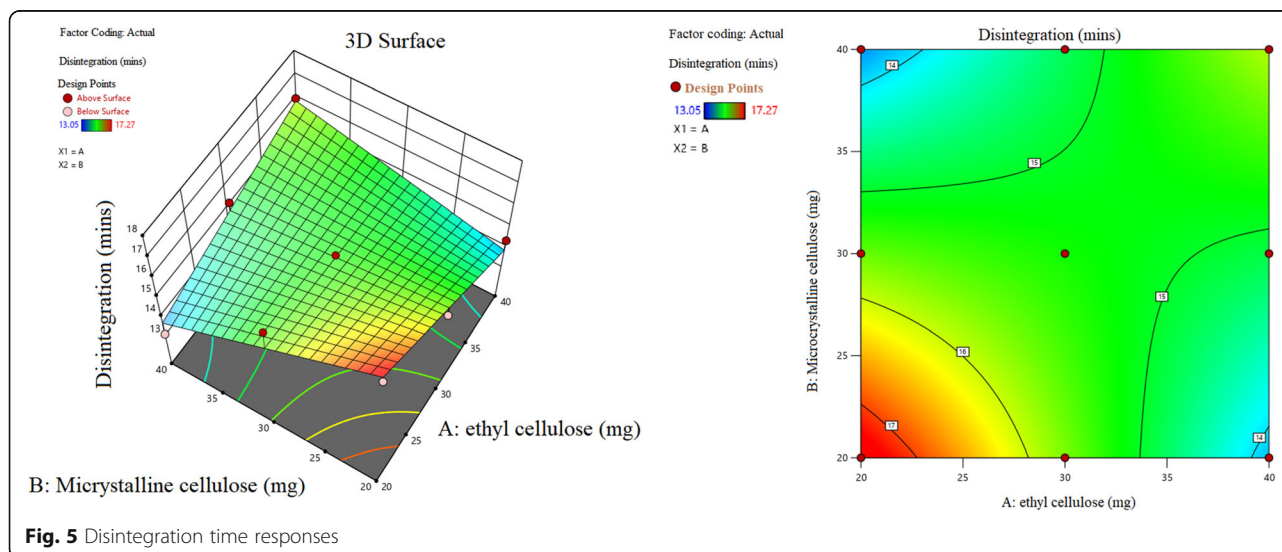 Factor Coding: Actual
3D Surface
Disintegration (mins)
Design Points
Above Surface
Below Surface
13.05 17.27
X1 = A
X2 = B
Disintegration (mins)
18
17
16
15
14
13
40
35
30
25
20
20
25
30
35
40
A: ethyl cellulose (mg)
B: Micrystalline cellulose (mg)
Factor coding: Actual
Disintegration (mins)
Design Points
13.05 17.27
X1 = A
X2 = B
Disintegration (mins)
B: Microcrystalline cellulose (mg)
40
35
30
25
20
14
15
15
16
17
14
20
25
30
35
40
A: ethyl cellulose (mg)
Fig. 5 Disintegration time responses